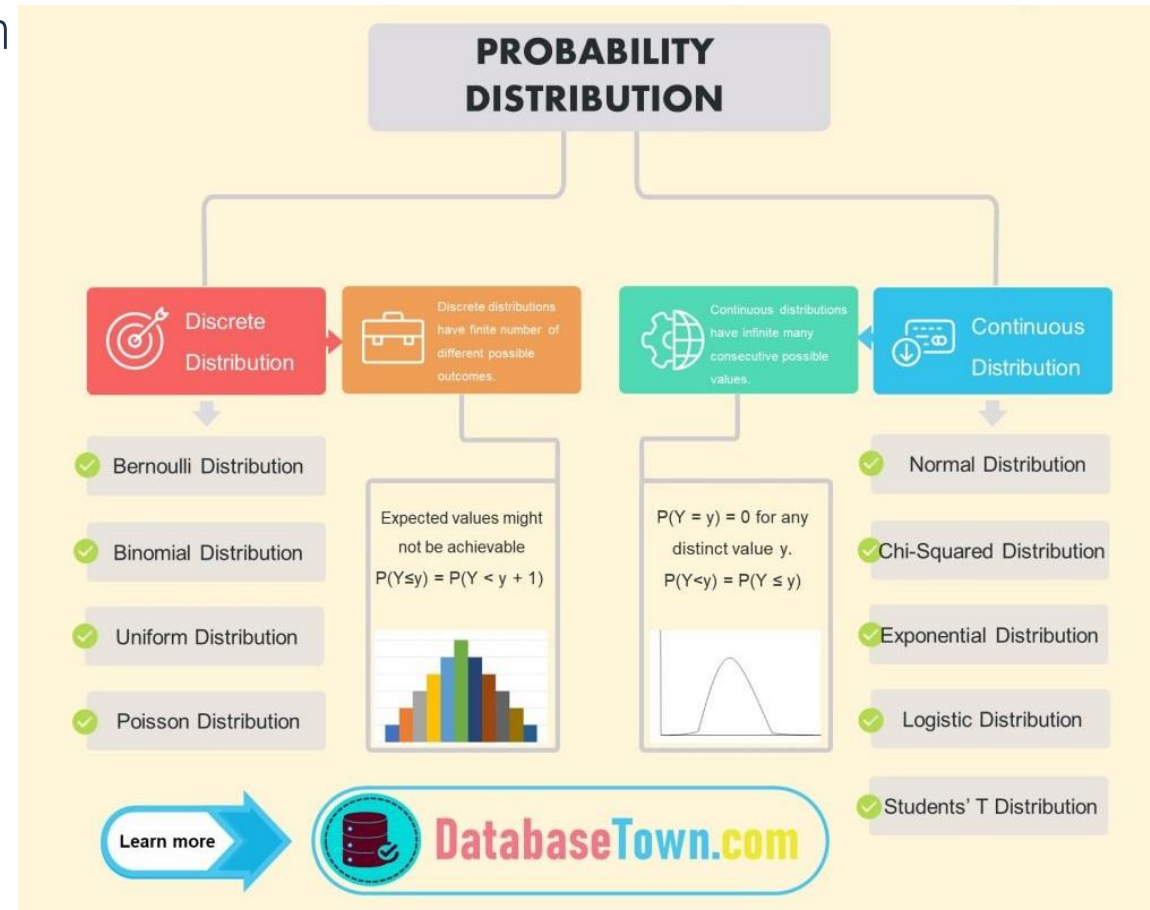 n
PROBABILITY
DISTRIBUTION
Discrete
Distribution
Discrete distributions
have finite number of
different possible
outcomes.
Continuous distributions
have infinite many
consecutive possible
values.
Continuous
Distribution
Bernoulli Distribution
Binomial Distribution
Uniform Distribution
Poisson Distribution
Expected values might
not be achievable
P(Y≤y) = P(Y < y + 1)
P(Y = y) = 0 for any
distinct value y.
P(Y<y) = P(Y ≤ y)
Normal Distribution
Chi-Squared Distribution
Exponential Distribution
Logistic Distribution
Students’ T Distribution
Learn more
DatabaseTown.com